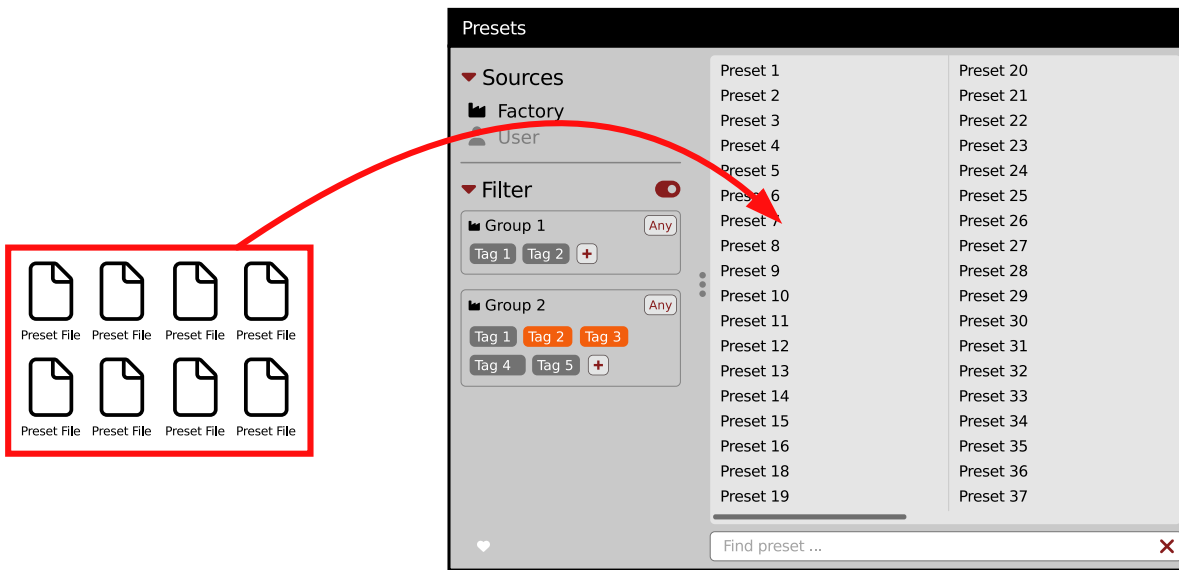 Presets
Sources
Factory
User
Filter
Group 1 Any
Tag 1 Tag 2 +
Group 2 Any
Tag 1 Tag 2 Tag 3
Tag 4 Tag 5 +
Preset 1
Preset 2
Preset 3
Preset 4
Preset 5
Preset 6
Preset 7
Preset 8
Preset 9
Preset 10
Preset 11
Preset 12
Preset 13
Preset 14
Preset 15
Preset 16
Preset 18
Preset 19
Preset 20
Preset 21
Preset 22
Preset 23
Preset 24
Preset 25
Preset 26
Preset 27
Preset 28
Preset 29
Preset 30
Preset 31
Preset 32
Preset 33
Preset 34
Preset 35
Preset 36
Preset 37
Find preset ...
Preset File Preset File Preset File Preset File
Preset File Preset File Preset File Preset File